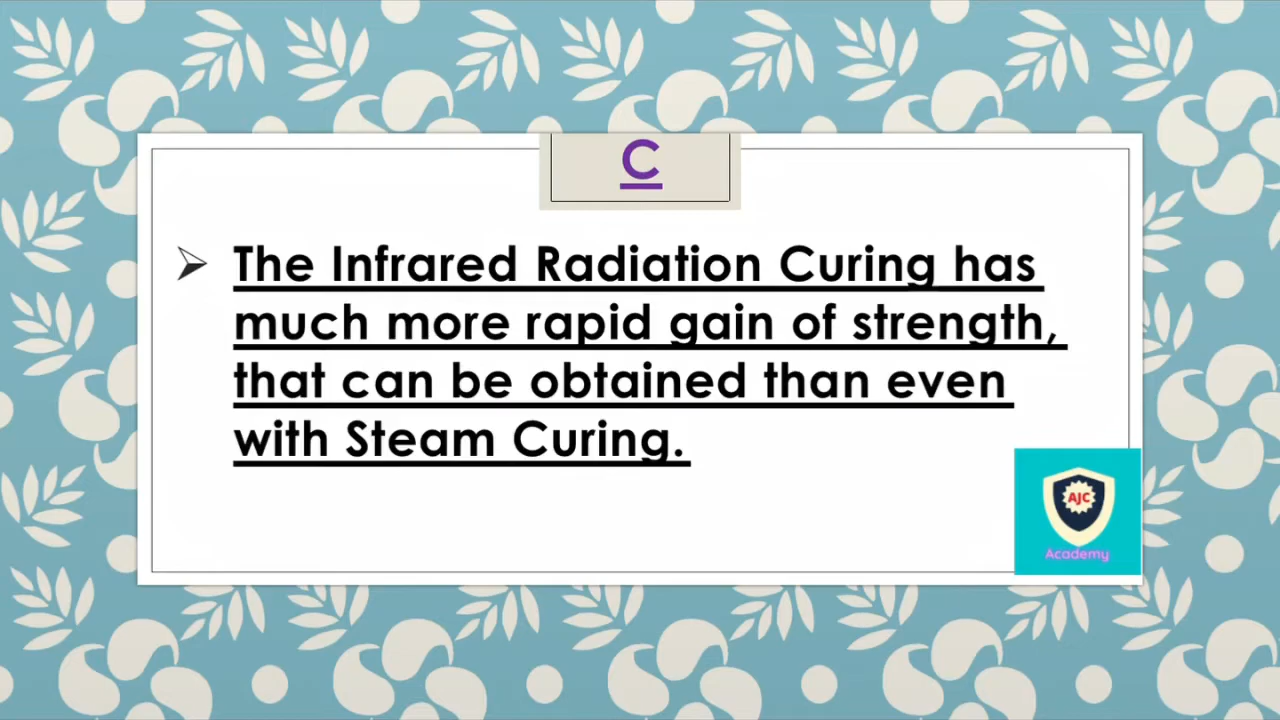 C
➢ The Infrared Radiation Curing has
much more rapid gain of strength,
that can be obtained than even
with Steam Curing.
AJC
Academy